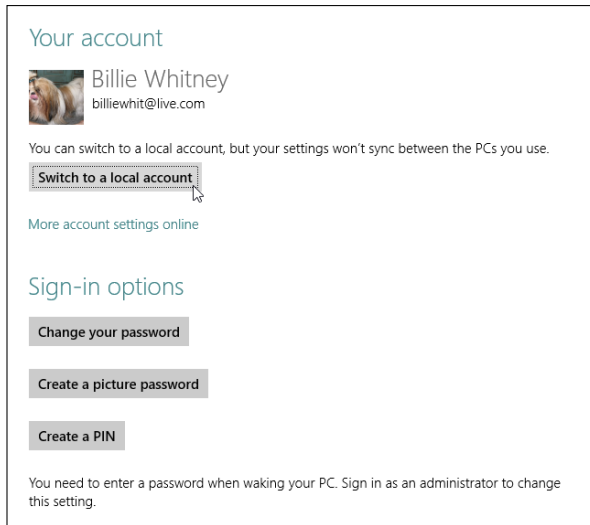 Your account
Billie Whitney
billiewhit@live.com
You can switch to a local account, but your settings won’t sync between the PCs you use.
Switch to a local account
More account settings online
Sign-in options
Change your password
Create a picture password
Create a PIN
You need to enter a password when waking your PC. Sign in as an administrator to change
this setting.